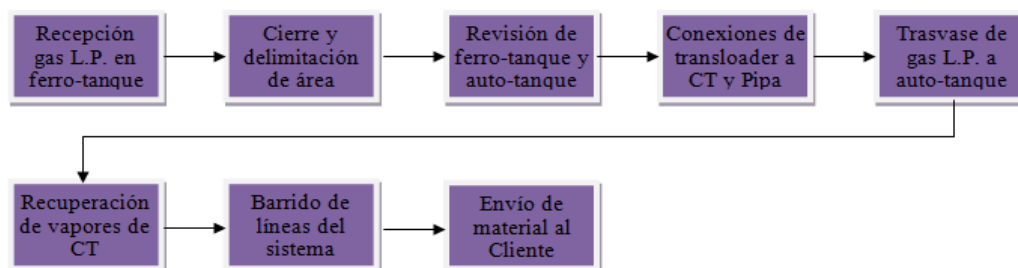 Recepción
gas L.P. en
ferro-tanque
Cierre y
delimitación
de área
Revisión de
ferro-tanque y
auto-tanque
Conexiones de
transloader a
CT y Pipa
Trasvase de
gas L.P. a
auto-tanque
Recuperación
de vapores de
CT
Barrido de
líneas del
sistema
Envío de
material al
Cliente